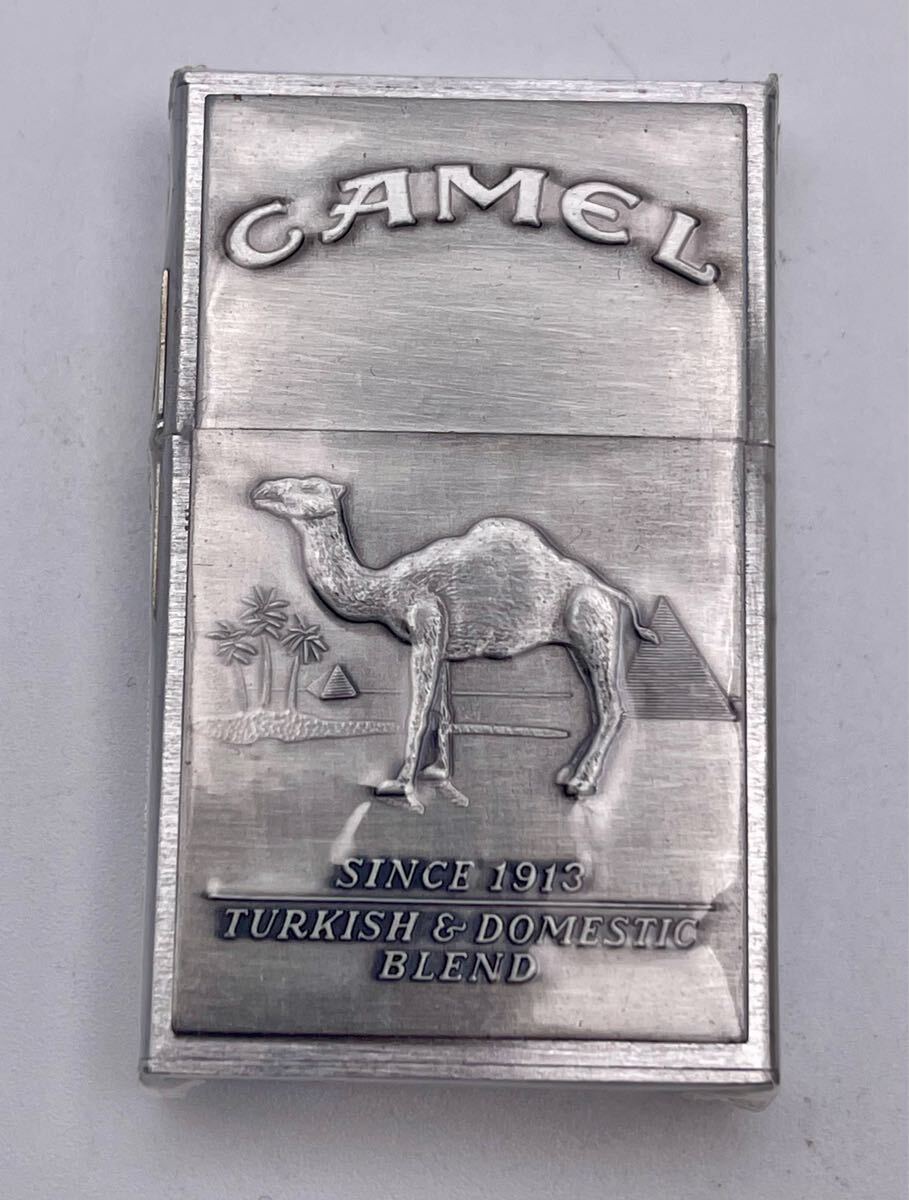 CAMEL
SINCE 1913
TURKISH & DOMESTIC
BLEND